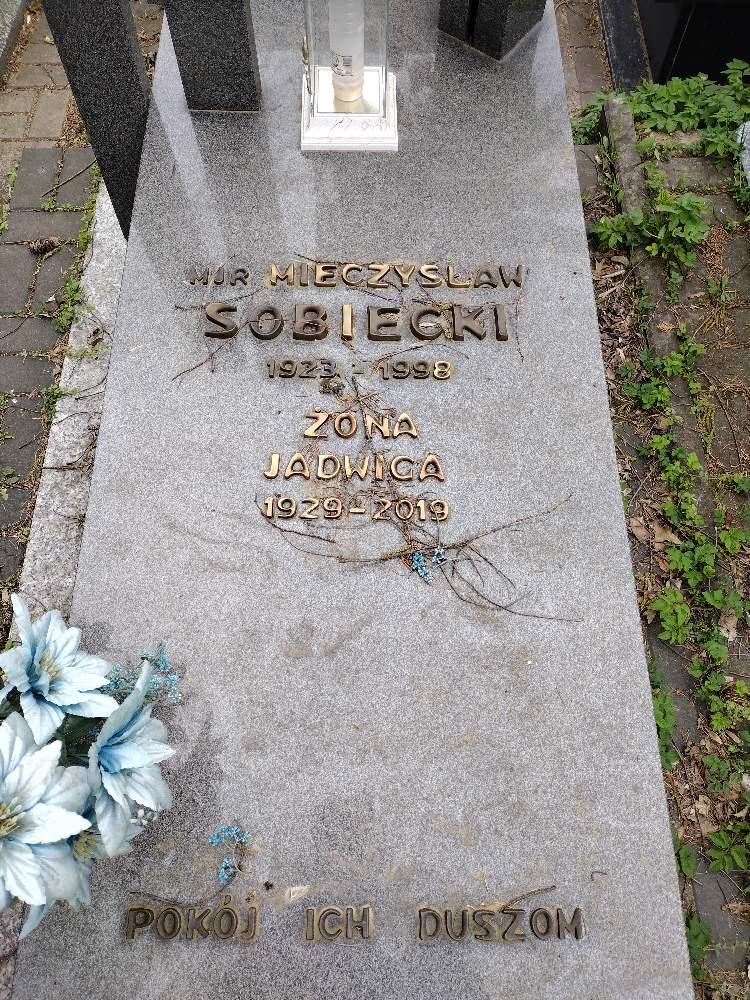 MJR MIECZYSŁAW
SOBIECKI
1923 - 1998
ŻONA
JADWIGA
1929 - 2019
POKÓJ ICH DUSZOM